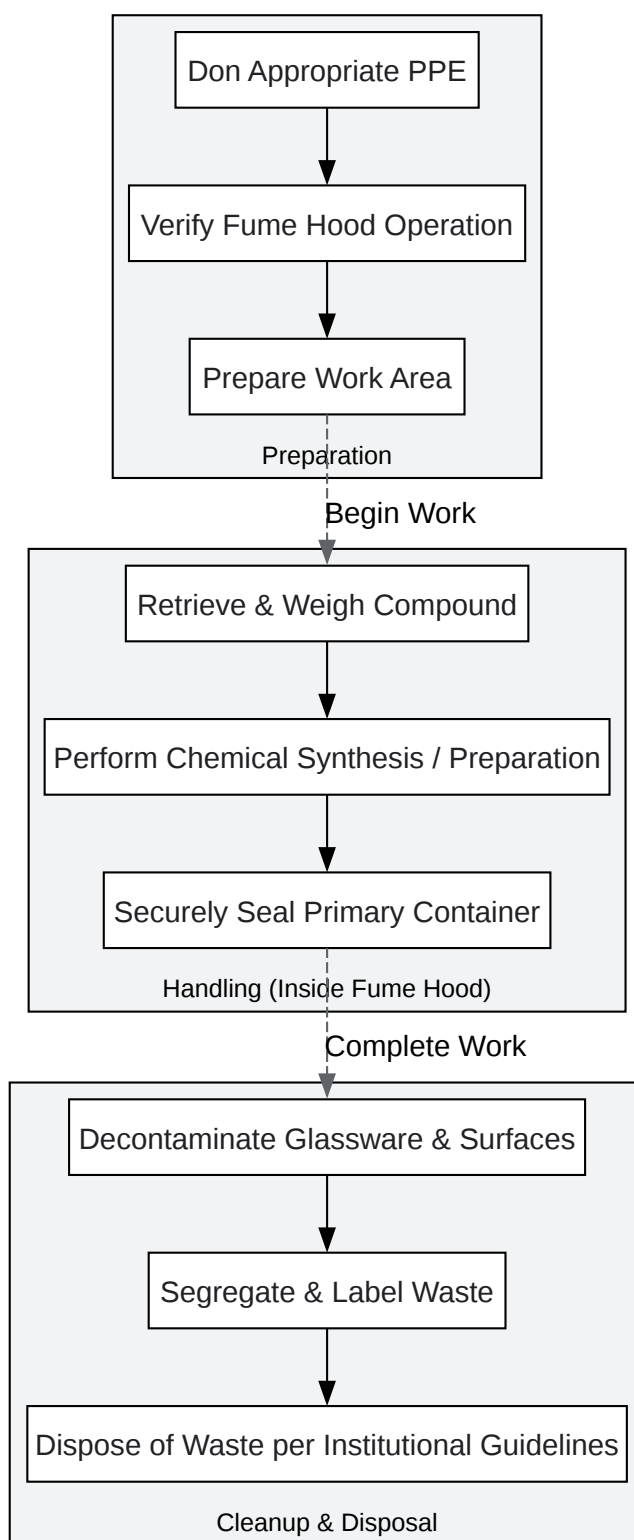 Don Appropriate PPE
Verify Fume Hood Operation
Prepare Work Area
Preparation
Begin Work
Retrieve & Weigh Compound
Perform Chemical Synthesis / Preparation
Securely Seal Primary Container
Handling (Inside Fume Hood)
Complete Work
Decontaminate Glassware & Surfaces
Segregate & Label Waste
Dispose of Waste per Institutional Guidelines
Cleanup & Disposal